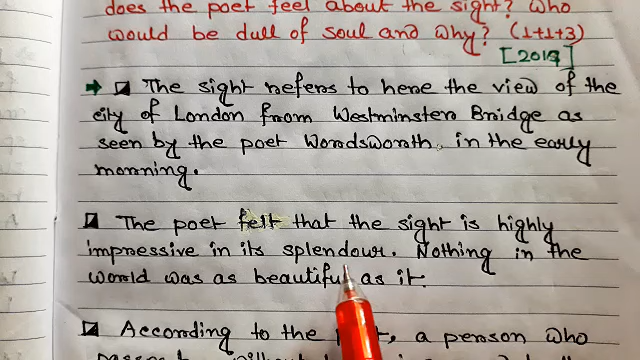 does the poet feel about the sight? Who
would be dull of soul and why? (1+1+3)
[2019]
→ The sight refers to here the view of the
city of London from Westminster Bridge as
seen by the poet Wordsworth, in the early
morning.
The poet felt that the sight is highly
impressive in its splendour. Nothing in the
world was as beautiful as it.
According to the, a person who